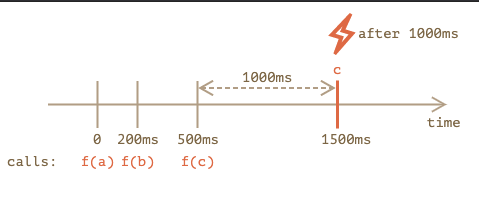 after 1000ms
c
1000ms
time
0 200ms 500ms 1500ms
calls: f(a) f(b) f(c)